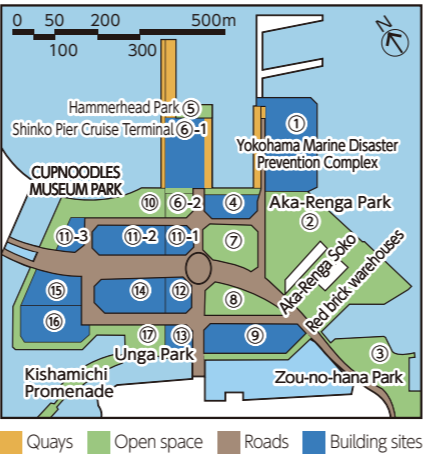 0 50 200 500m
100 300
N
Hammerhead Park ⑤
Shinko Pier Cruise Terminal ⑥-1
①
Yokohama Marine Disaster
Prevention Complex
CUPNOODLES
MUSEUM PARK
⑩
⑥-2
④
Aka-Renga Park
②
⑪-3
⑪-2
⑪-1
⑦
Aka-Renga Soko
Red brick warehouses
⑮
⑭
⑫
⑧
⑯
⑰
⑬
⑨
Unga Park
③
Kishamichi
Promenade
Zou-no-hana Park
Quays
Open space
Roads
Building sites